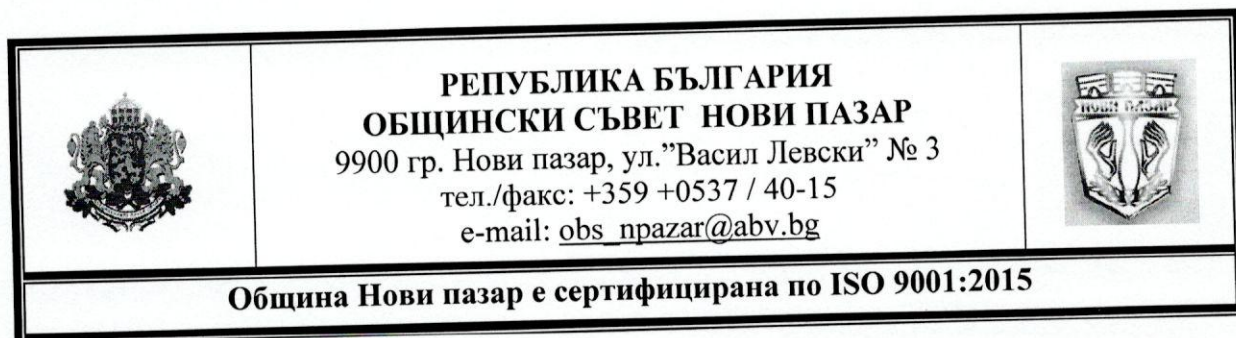 РЕПУБЛИКА БЪЛГАРИЯ
ОБЩИНСКИ СЪВЕТ НОВИ ПАЗАР
9900 гр. Нови пазар, ул.”Васил Левски” № 3
тел./факс: +359 +0537 / 40-15
e-mail: obs_npazar@abv.bg
НОВИ ПАЗАР
Община Нови пазар е сертифицирана по ISO 9001:2015